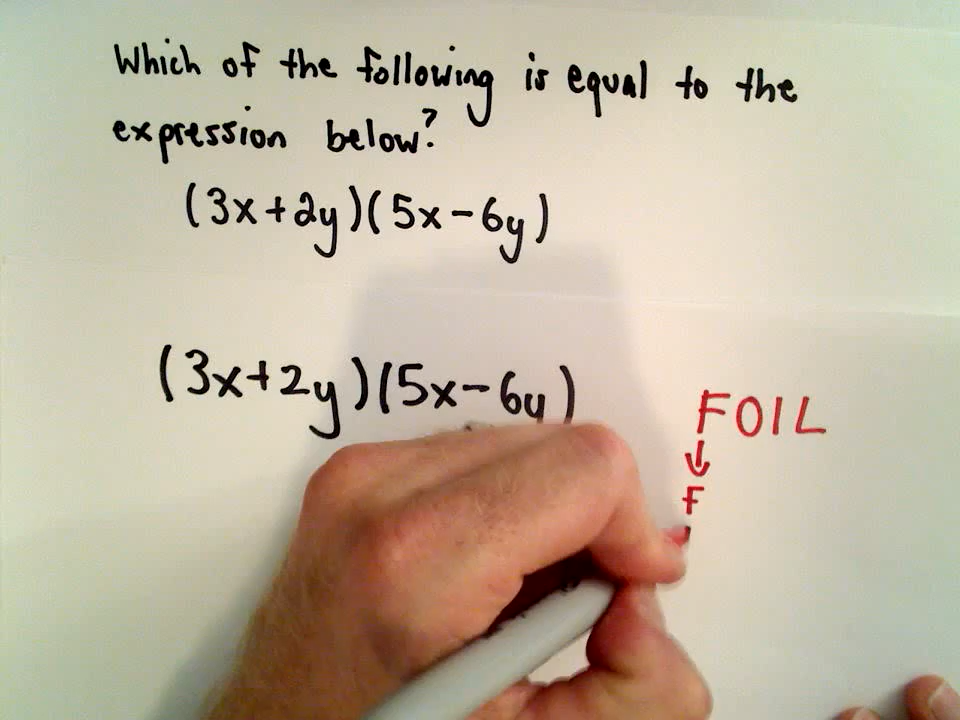 Which of the following is equal to the
expression below?
(3x+2y)(5x-6y)
(3x+2y)(5x-6y)
FOIL
F